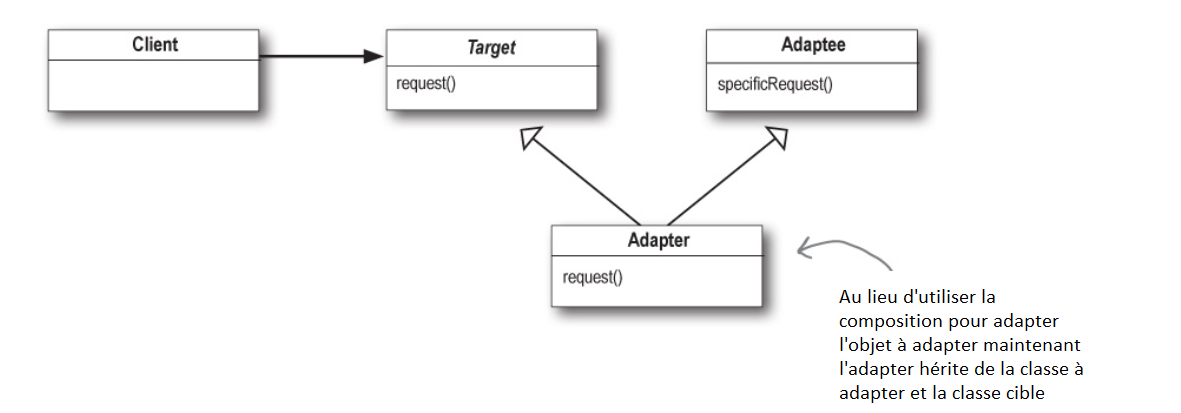 Client
Target
request()
Adaptee
specificRequest()
Adapter
request()
Au lieu d'utiliser la
composition pour adapter
l'objet à adapter maintenant
l'adapter hérite de la classe à
adapter et la classe cible